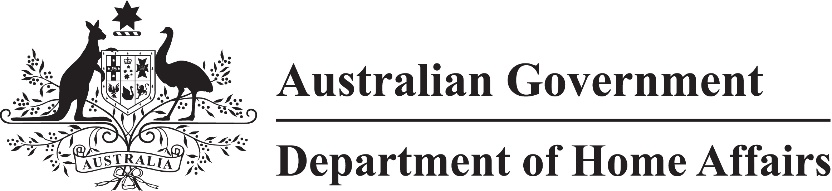 Australian Government
Department of Home Affairs
AUSTRALIA